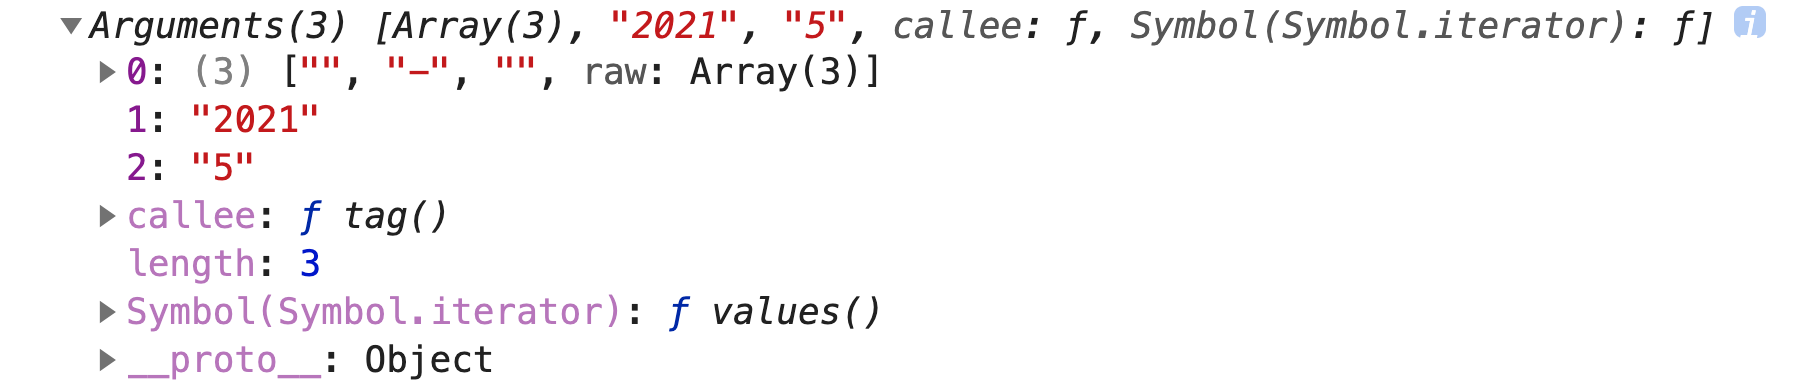 ▼Arguments(3) [Array(3), "2021", "5", callee: ƒ, Symbol(Symbol.iterator): ƒ] i
▶0: (3) ["", "−", "", raw: Array(3)]
1: "2021"
2: "5"
▶callee: ƒ tag()
length: 3
▶Symbol(Symbol.iterator): ƒ values()
▶__proto__: Object